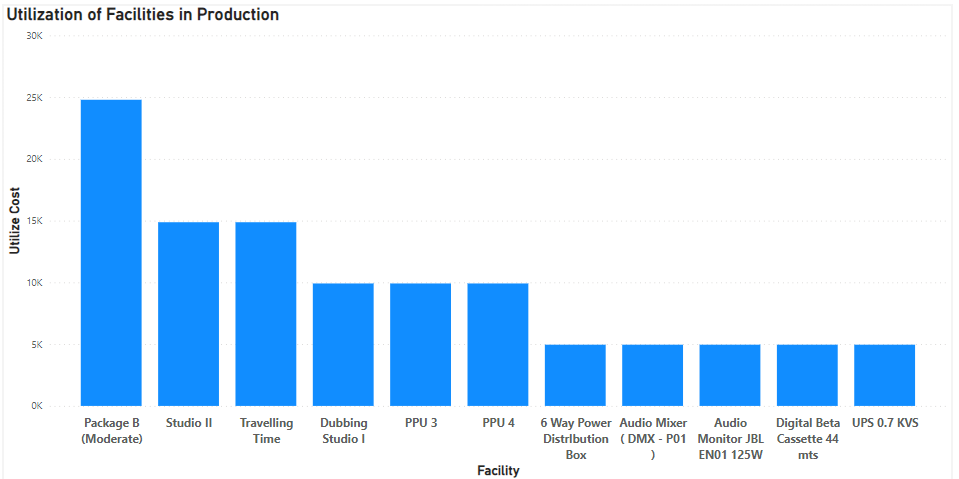 Utilization of Facilities in Production
30K
25K
20K
15K
10K
5K
0K
Utilize Cost
Package B
(Moderate)
Studio II
Travelling
Time
Dubbing
Studio I
PPU 3
PPU 4
6 Way Power
Distribution
Box
Audio Mixer
( DMX - P01
)
Audio
Monitor JBL
EN01 125W
Digital Beta
Cassette 44
mts
UPS 0.7 KVS
Facility